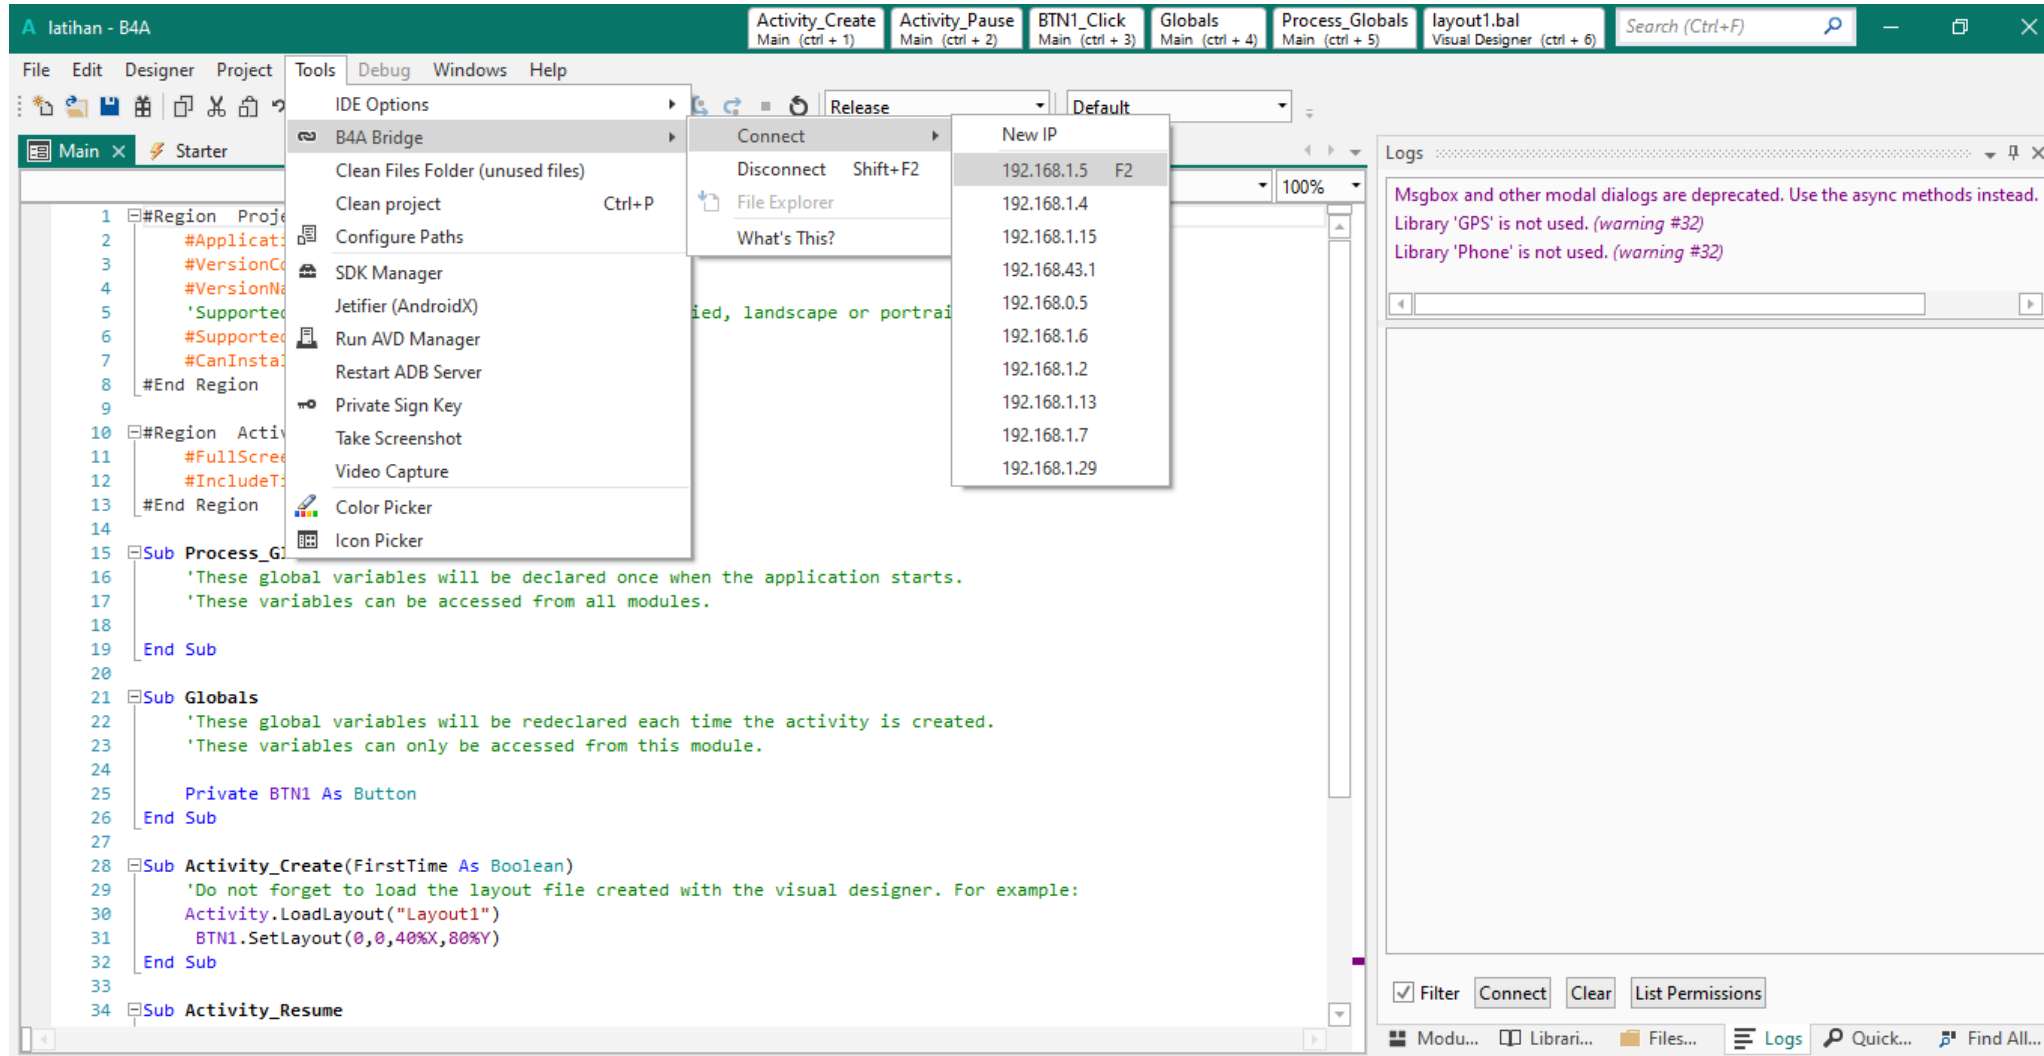 latihan - B4A
Activity_Create
Main (ctrl + 1)
Activity_Pause
Main (ctrl + 2)
BTN1_Click
Main (ctrl + 3)
Globals
Main (ctrl + 4)
Process_Globals
Main (ctrl + 5)
layout1.bal
Visual Designer (ctrl + 6)
Search (Ctrl+F)
File Edit Designer Project Tools Debug Windows Help
Release
Default
Main
Starter
100%
IDE Options
B4A Bridge
Clean Files Folder (unused files)
Clean project Ctrl+P
Configure Paths
SDK Manager
Jetifier (AndroidX)
Run AVD Manager
Restart ADB Server
Private Sign Key
Take Screenshot
Video Capture
Color Picker
Icon Picker
Connect
Disconnect Shift+F2
File Explorer
What's This?
New IP
192.168.1.5 F2
192.168.1.4
192.168.1.15
192.168.43.1
192.168.0.5
192.168.1.6
192.168.1.2
192.168.1.13
192.168.1.7
192.168.1.29
1 #Region Proje
2 #Applicati
3 #VersionCo
4 #VersionNa
5 'Supported ied, landscape or portrai
6 #Supported
7 #CanInstal
8 #End Region
9
10 #Region Activ
11 #FullScree
12 #IncludeTi
13 #End Region
14
15 Sub Process_Gl
16 'These global variables will be declared once when the application starts.
17 'These variables can be accessed from all modules.
18
19 End Sub
20
21 Sub Globals
22 'These global variables will be redeclared each time the activity is created.
23 'These variables can only be accessed from this module.
24
25 Private BTN1 As Button
26 End Sub
27
28 Sub Activity_Create(FirstTime As Boolean)
29 'Do not forget to load the layout file created with the visual designer. For example:
30 Activity.LoadLayout("Layout1")
31 BTN1.SetLayout(0,0,40%X,80%Y)
32 End Sub
33
34 Sub Activity_Resume
Logs
Msgbox and other modal dialogs are deprecated. Use the async methods instead.
Library 'GPS' is not used. (warning #32)
Library 'Phone' is not used. (warning #32)
Filter Connect Clear List Permissions
Modu... Librari... Files... Logs Quick... Find All...